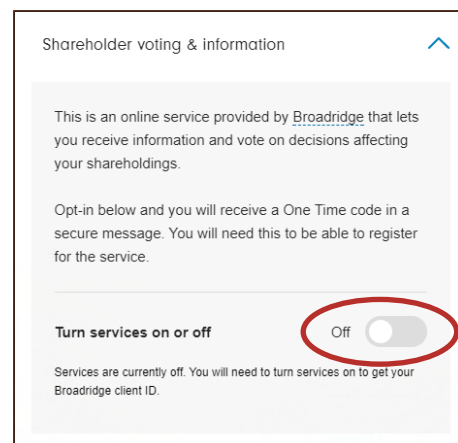 Shareholder voting & information
This is an online service provided by Broadridge that lets
you receive information and vote on decisions affecting
your shareholdings.
Opt-in below and you will receive a One Time code in a
secure message. You will need this to be able to register
for the service.
Turn services on or off Off
Services are currently off. You will need to turn services on to get your
Broadridge client ID.